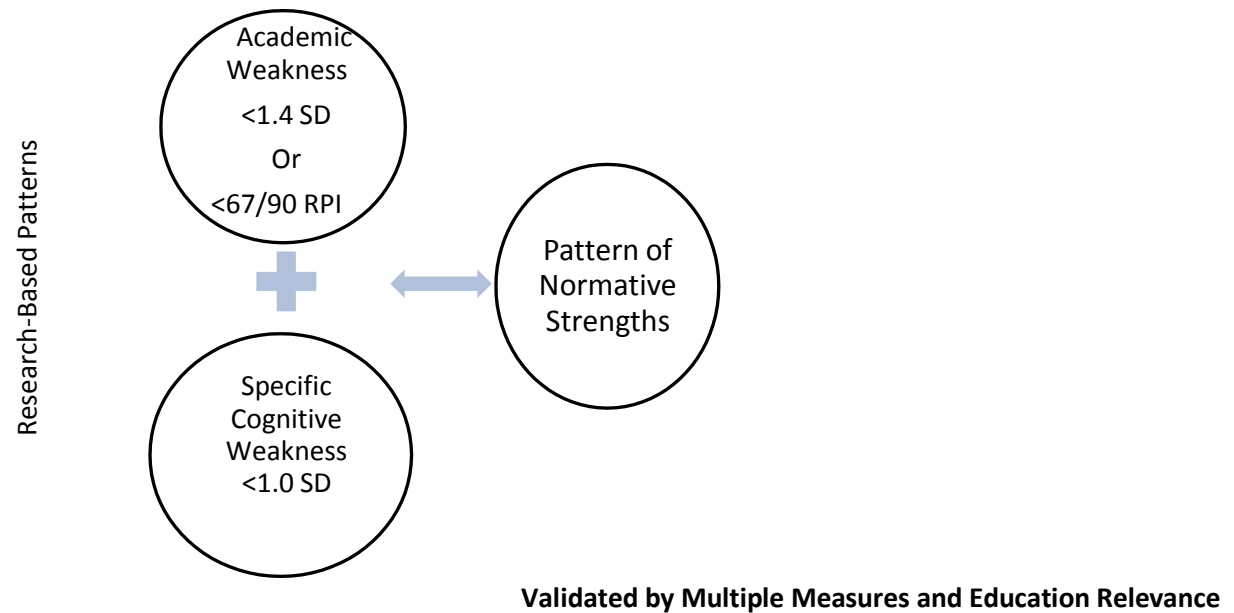 Research-Based Patterns
Academic
Weakness
<1.4 SD
Or
<67/90 RPI
Pattern of
Normative
Strengths
Specific
Cognitive
Weakness
<1.0 SD
Validated by Multiple Measures and Education Relevance